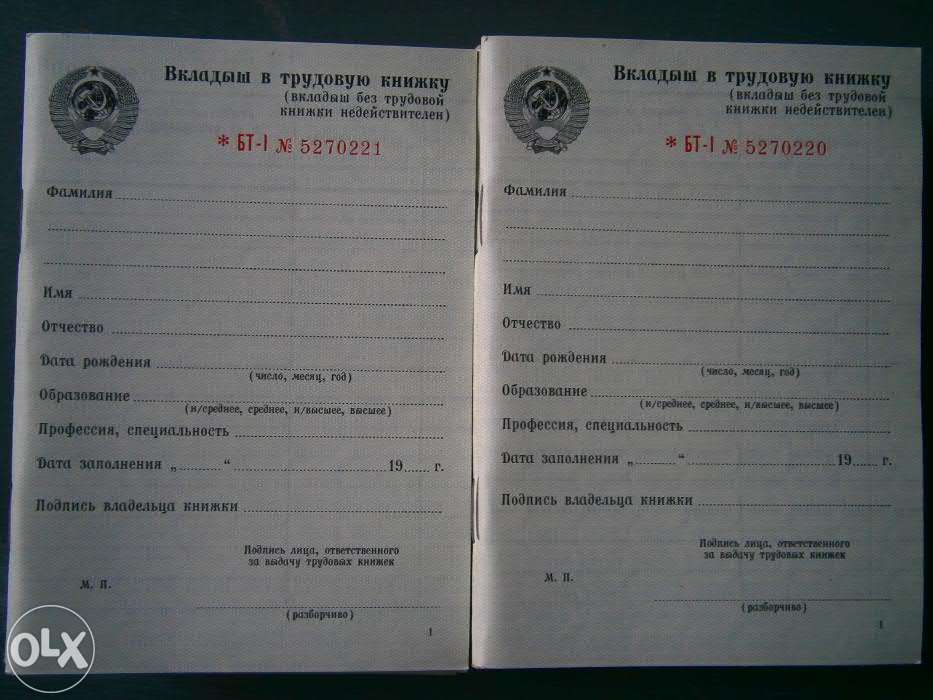 Вкладыш в трудовую книжку
(вкладыш без трудовой
книжки недействителен)
* БТ-I № 5270221
Фамилия
Имя
Отчество
Дата рождения
(число, месяц, год)
Образование
(н/среднее, среднее, н/высшее, высшее)
Профессия, специальность
Дата заполнения „ “ 19 г.
Подпись владельца книжки
Подпись лица, ответственного
за выдачу трудовых книжек
М. П.
(разборчиво)
1
Вкладыш в трудовую книжку
(вкладыш без трудовой
книжки недействителен)
* БТ-I № 5270220
Фамилия
Имя
Отчество
Дата рождения
(число, месяц, год)
Образование
(н/среднее, среднее, н/высшее, высшее)
Профессия, специальность
Дата заполнения „ “ 19 г.
Подпись владельца книжки
Подпись лица, ответственного
за выдачу трудовых книжек
М. П.
(разборчиво)
1
OLX